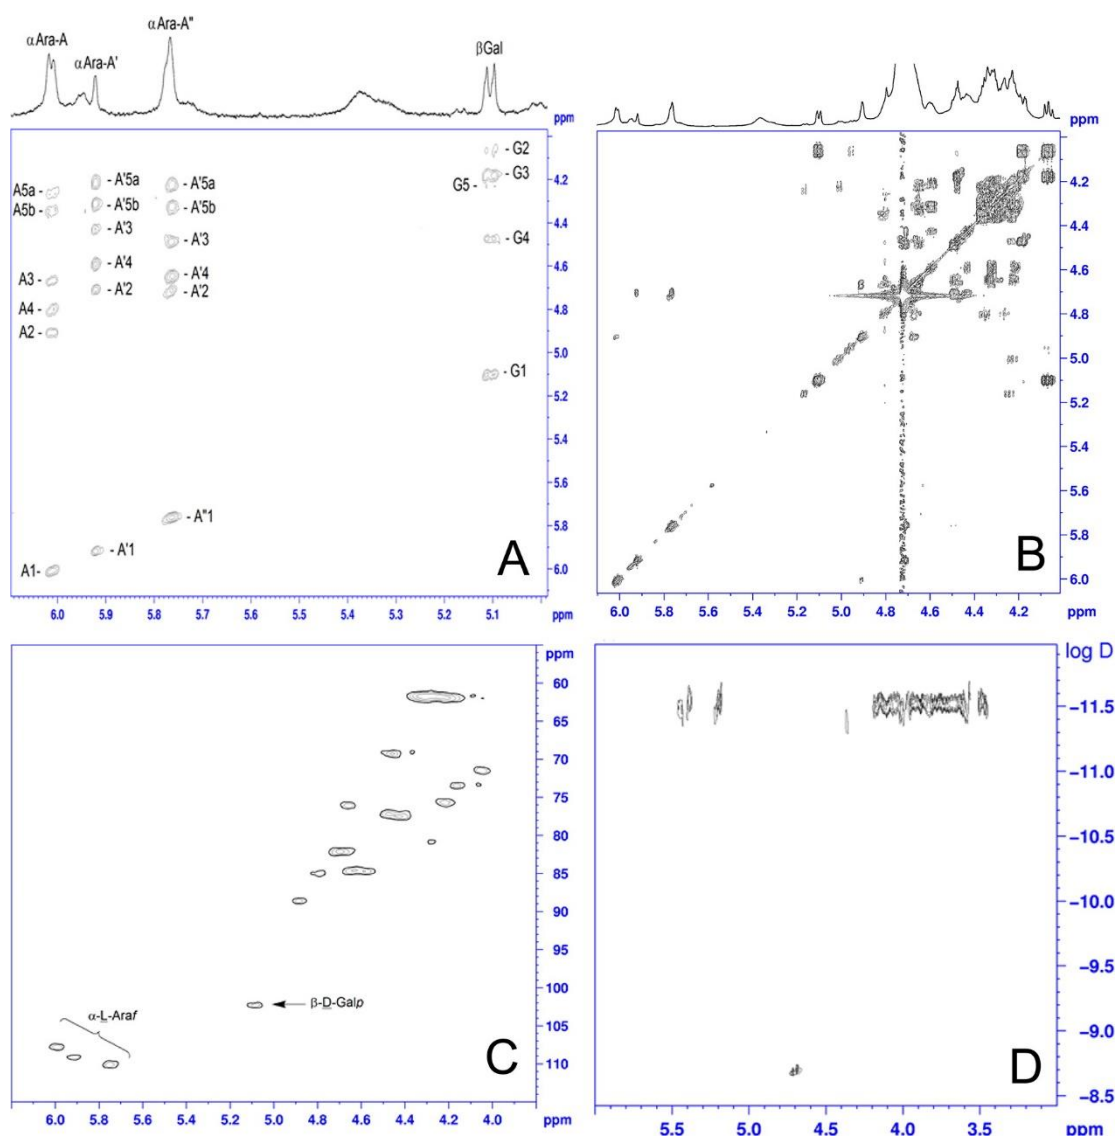 αAra-A
αAra-A'
αAra-A"
βGal
ppm
A5a -
A5b -
A3 -
A4 -
A2 -
A1-
- A'5a
- A'5b
- A'3
- A'4
- A'2
- A'1
- A'5a
- A'5b
- A'3
- A'4
- A'2
- A"1
- G2
- G3
G5 -
- G4
- G1
4.2
4.4
4.6
4.8
5.0
5.2
5.4
5.6
5.8
6.0
A
6.0 5.9 5.8 5.7 5.6 5.5 5.4 5.3 5.2 5.1 ppm
ppm
4.2
4.4
4.6
4.8
5.0
5.2
5.4
5.6
5.8
6.0
B
6.0 5.8 5.6 5.4 5.2 5.0 4.8 4.6 4.4 4.2
ppm
ppm
60
65
70
75
80
85
90
95
100
105
110
β-D-Galp
α-L-Araf
C
6.0 5.8 5.6 5.4 5.2 5.0 4.8 4.6 4.4 4.2 4.0 ppm
log D
-11.5
-11.0
-10.5
-10.0
-9.5
-9.0
-8.5
D
5.5 5.0 4.5 4.0 3.5 ppm